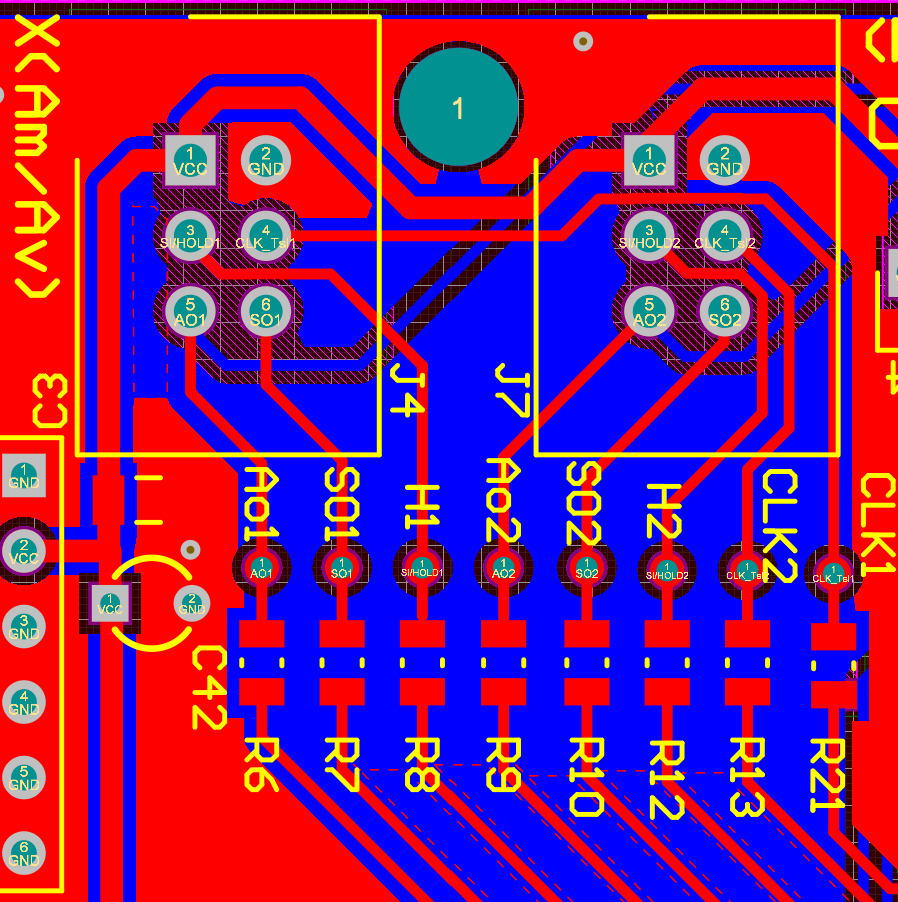 X(Am/Av)
1
1
VCC
2
GND
3
SI/HOLD1
4
CLK_Tsl1
5
AO1
6
SO1
J4
1
VCC
2
GND
3
SI/HOLD2
4
CLK_Tsl2
5
AO2
6
SO2
J7
C3
1
GND
2
VCC
3
GND
4
GND
5
GND
6
GND
1
VCC
2
GND
C42
Ao1
SO1
H1
Ao2
SO2
H2
CLK2
CLK1
1
AO1
1
SO1
1
SI/HOLD1
1
AO2
1
SO2
1
SI/HOLD2
1
CLK_Tsl2
1
CLK_Tsl1
R6
R7
R8
R9
R10
R12
R13
R21